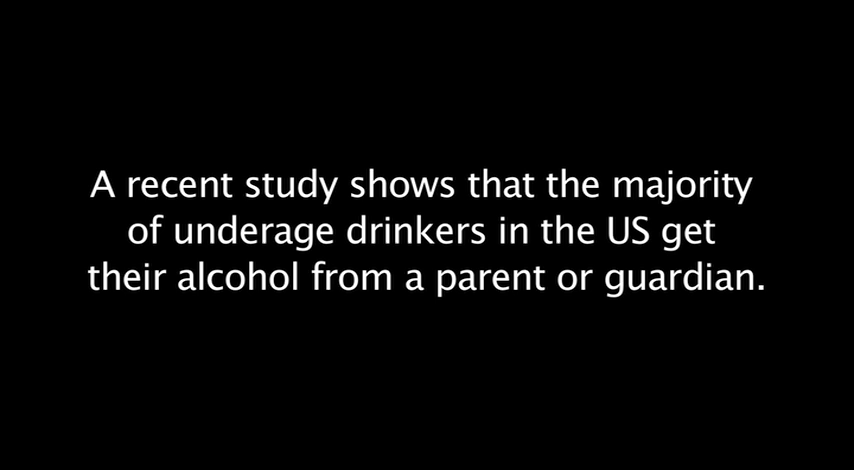 A recent study shows that the majority
of underage drinkers in the US get
their alcohol from a parent or guardian.